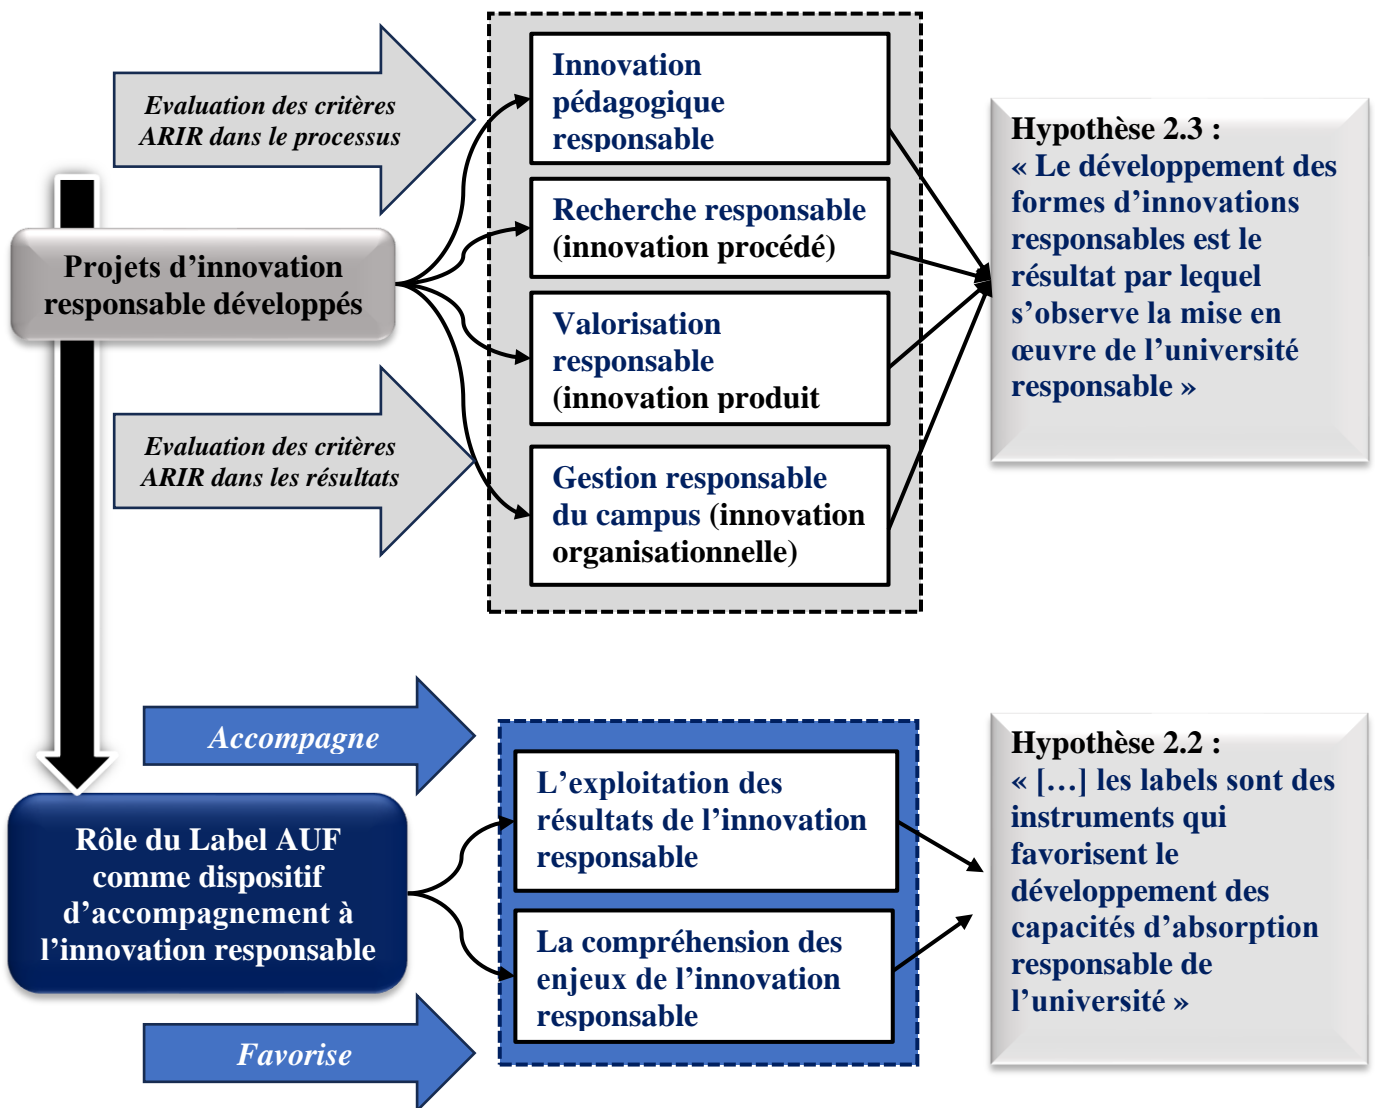 Evaluation des critères
ARIR dans le processus
Projets d’innovation
responsable développés
Evaluation des critères
ARIR dans les résultats
Innovation
pédagogique
responsable
Recherche responsable
(innovation procédé)
Valorisation
responsable
(innovation produit
Gestion responsable
du campus (innovation
organisationnelle)
Hypothèse 2.3 :
« Le développement des
formes d’innovations
responsables est le
résultat par lequel
s’observe la mise en
œuvre de l’université
responsable »
Accompagne
Rôle du Label AUF
comme dispositif
d’accompagnement à
l’innovation responsable
Favorise
L’exploitation des
résultats de l’innovation
responsable
La compréhension des
enjeux de l’innovation
responsable
Hypothèse 2.2 :
« […] les labels sont des
instruments qui
favorisent le
développement des
capacités d’absorption
responsable de
l’université »